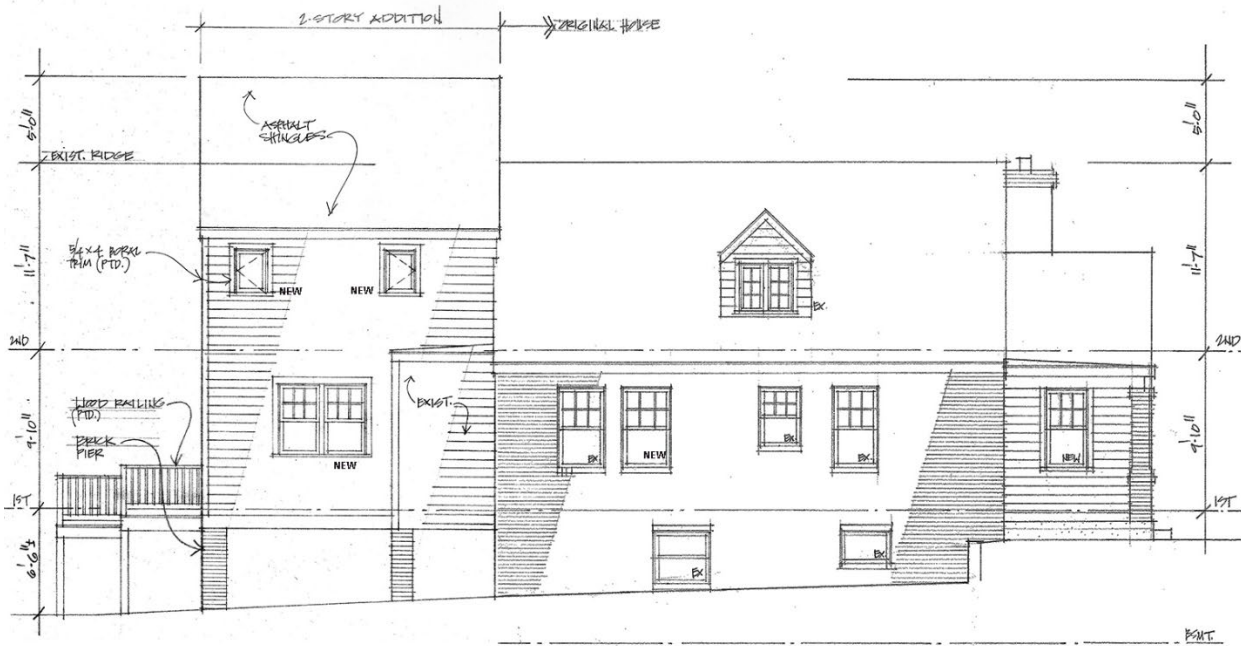 2-STORY ADDITION
ORIGINAL HOUSE
5'-0"
ASPHALT
SHINGLES
5'-0"
EXIST. RIDGE
5/4 x 4 BORAL
TRIM (PTD.)
11'-7"
NEW
NEW
EX.
11'-7"
2ND
2ND
WOOD RAILING
(PTD.)
EXIST.
BRICK
PIER
9'-10"
NEW
EX.
NEW
EX.
EX.
NEW
9'-10"
1ST
1ST
6'-6"±
EX.
EX.
BSMT.